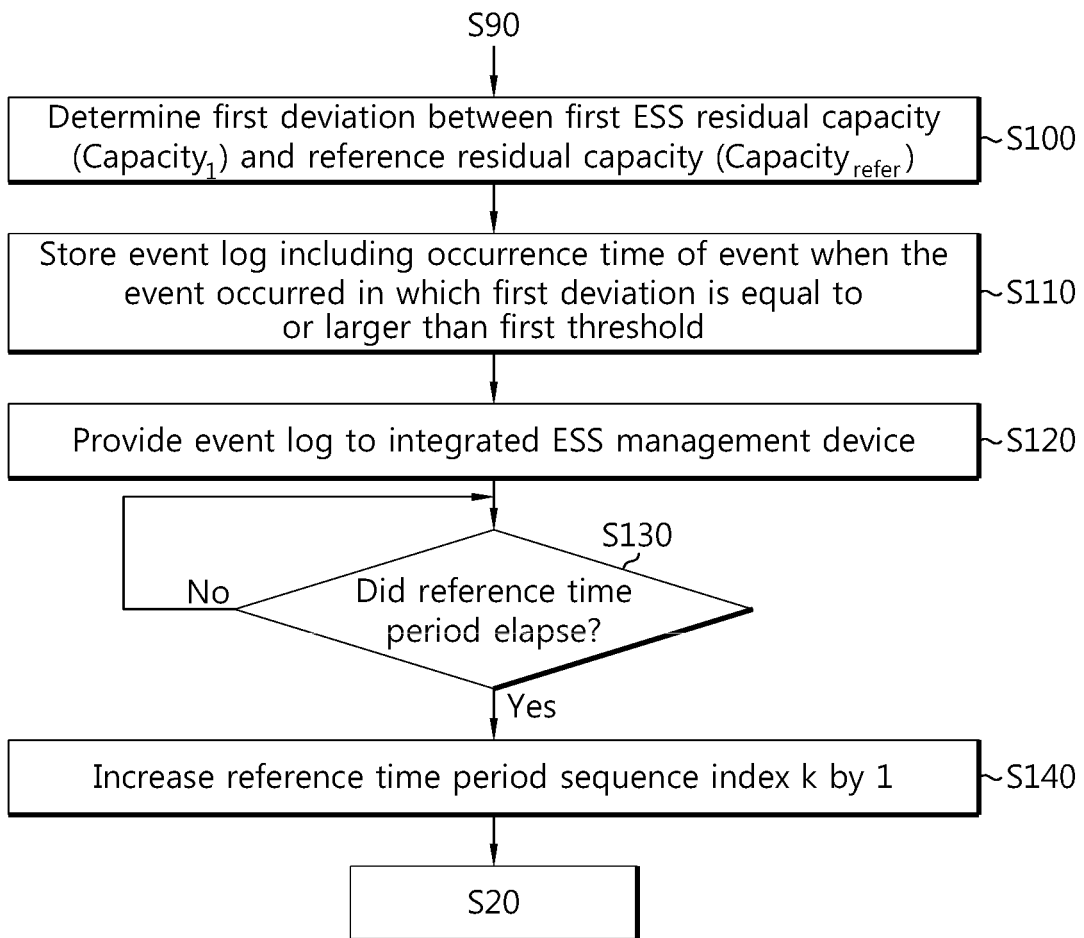 S90
Determine first deviation between first ESS residual capacity
(Capacity1) and reference residual capacity (Capacityrefer)
S100
Store event log including occurrence time of event when the
event occurred in which first deviation is equal to
or larger than first threshold
S110
Provide event log to integrated ESS management device
S120
S130
Did reference time
period elapse?
No
Yes
Increase reference time period sequence index k by 1
S140
S20